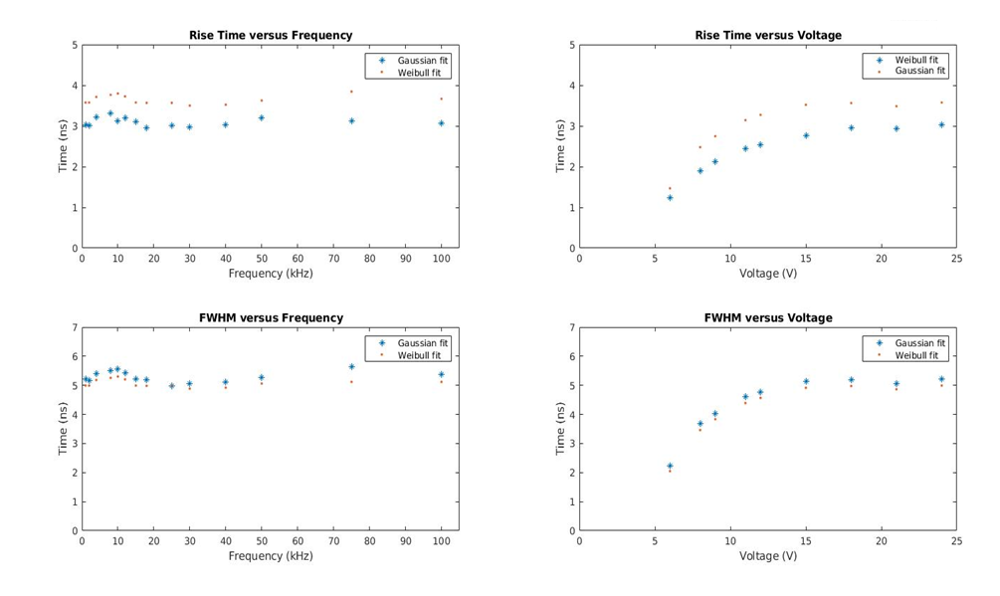 Rise Time versus Frequency
5
4
3
2
1
0
Time (ns)
Gaussian fit
Weibull fit
0 10 20 30 40 50 60 70 80 90 100
Frequency (kHz)
Rise Time versus Voltage
5
4
3
2
1
0
Time (ns)
Weibull fit
Gaussian fit
0 5 10 15 20 25
Voltage (V)
FWHM versus Frequency
7
6
5
4
3
2
1
0
Time (ns)
Gaussian fit
Weibull fit
0 10 20 30 40 50 60 70 80 90 100
Frequency (kHz)
FWHM versus Voltage
7
6
5
4
3
2
1
0
Time (ns)
Gaussian fit
Weibull fit
0 5 10 15 20 25
Voltage (V)